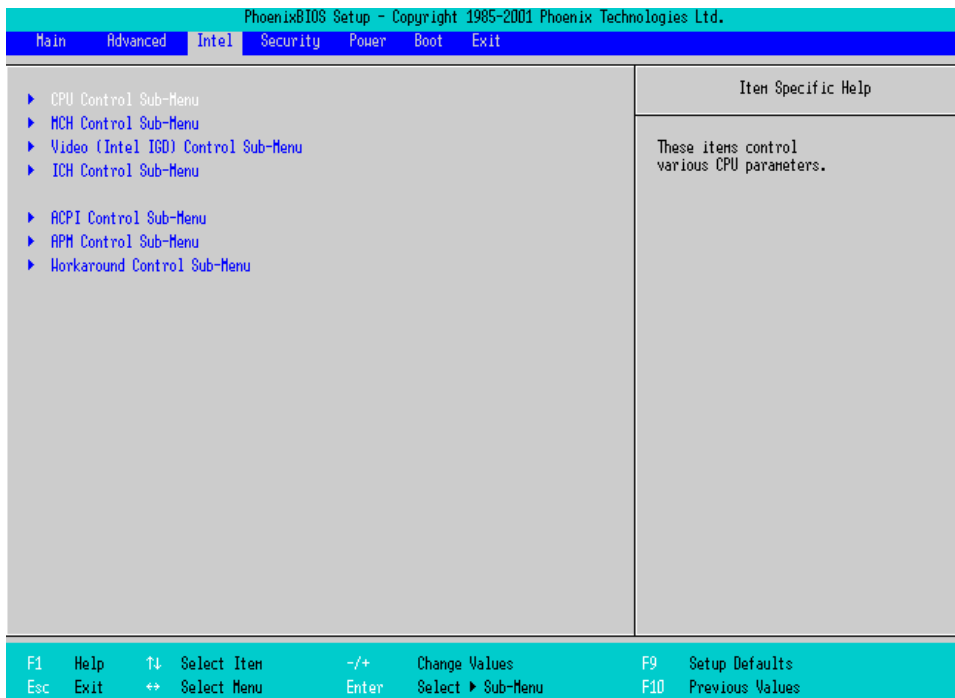 PhoenixBIOS Setup - Copyright 1985-2001 Phoenix Technologies Ltd.
Main Advanced Intel Security Power Boot Exit
CPU Control Sub-Menu
MCH Control Sub-Menu
Video (Intel IGD) Control Sub-Menu
ICH Control Sub-Menu
ACPI Control Sub-Menu
APM Control Sub-Menu
Workaround Control Sub-Menu
Item Specific Help
These items control
various CPU parameters.
F1 Help ↑↓ Select Item -/+ Change Values F9 Setup Defaults
Esc Exit ↔ Select Menu Enter Select ▶ Sub-Menu F10 Previous Values